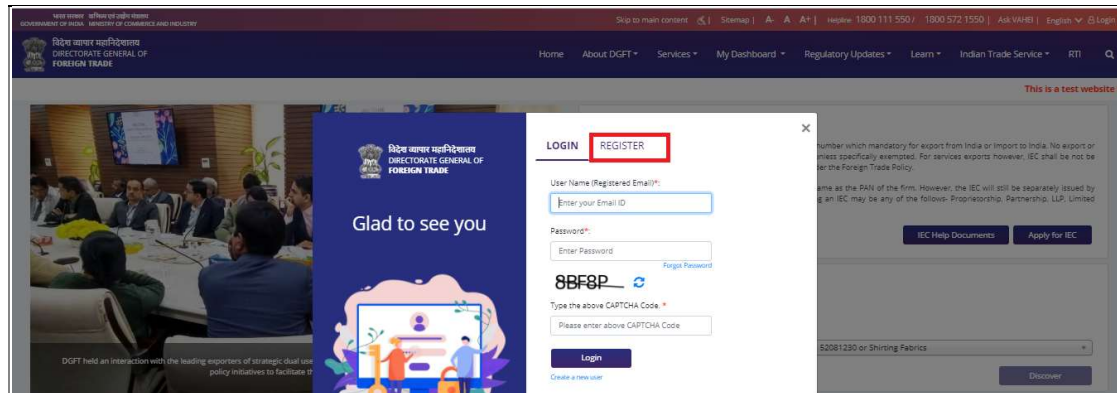 भारत सरकार वाणिज्य एवं उद्योग मंत्रालय
GOVERNMENT OF INDIA MINISTRY OF COMMERCE AND INDUSTRY
Skip to main content | Sitemap | A- A A+ | Helpline 1800 111 550 / 1800 572 1550 | Ask VAHEI | English Login
विदेश व्यापार महानिदेशालय
DIRECTORATE GENERAL OF
FOREIGN TRADE
Home About DGFT Services My Dashboard Regulatory Updates Learn Indian Trade Service RTI
This is a test website
विदेश व्यापार महानिदेशालय
DIRECTORATE GENERAL OF
FOREIGN TRADE
Glad to see you
×
LOGIN REGISTER
User Name (Registered Email)*:
Enter your Email ID
Password*:
Enter Password
Forgot Password
8BF8P
Type the above CAPTCHA Code. *
Please enter above CAPTCHA Code
Login
Create a new user
number which mandatory for export from India or Import to India. No export or
unless specifically exempted. For services exports however, IEC shall be not be
the Foreign Trade Policy.
ame as the PAN of the firm. However, the IEC will still be separately issued by
g an IEC may be any of the follows- Proprietorship, Partnership, LLP, Limited
IEC Help Documents Apply for IEC
52081230 or Shirting Fabrics
Discover
DGFT held an interaction with the leading exporters of strategic dual use
policy initiatives to facilitate